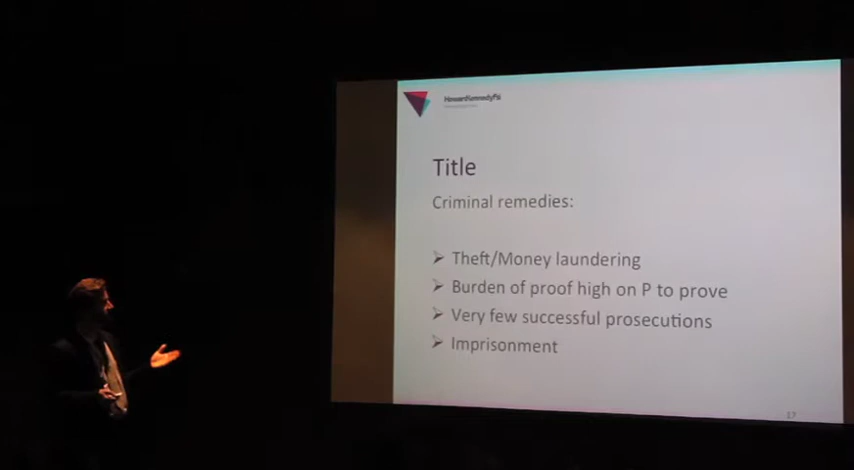 HowardKennedyFsi
Title
Criminal remedies:
➢ Theft/Money laundering
➢ Burden of proof high on P to prove
➢ Very few successful prosecutions
➢ Imprisonment
17